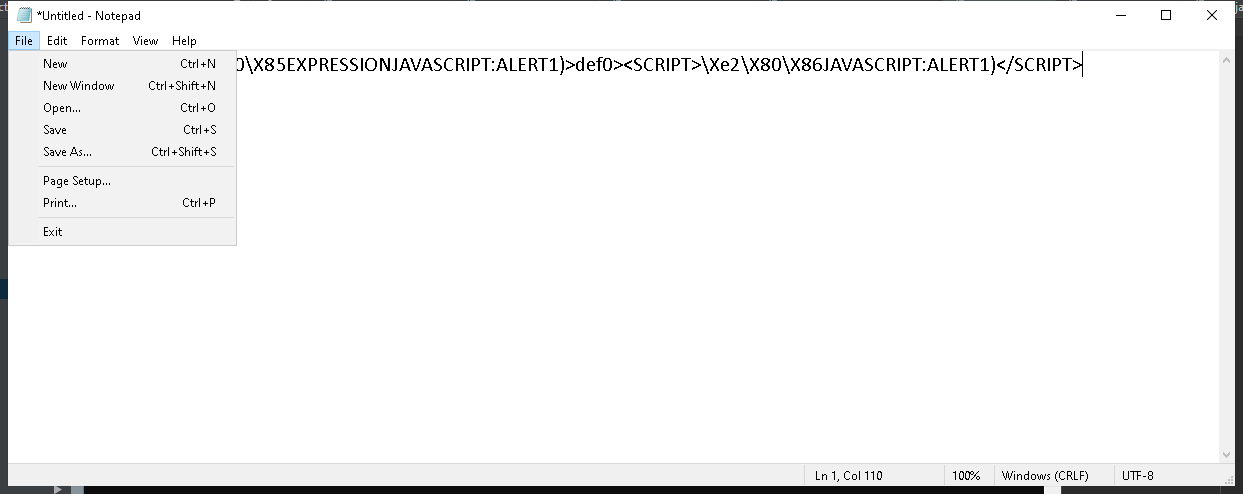 *Untitled - Notepad
File Edit Format View Help
0\X85EXPRESSIONJAVASCRIPT:ALERT1)>def0><SCRIPT>\Xe2\X80\X86JAVASCRIPT:ALERT1)</SCRIPT>
New Ctrl+N
New Window Ctrl+Shift+N
Open... Ctrl+O
Save Ctrl+S
Save As... Ctrl+Shift+S
Page Setup...
Print... Ctrl+P
Exit
Ln 1, Col 110 100% Windows (CRLF) UTF-8